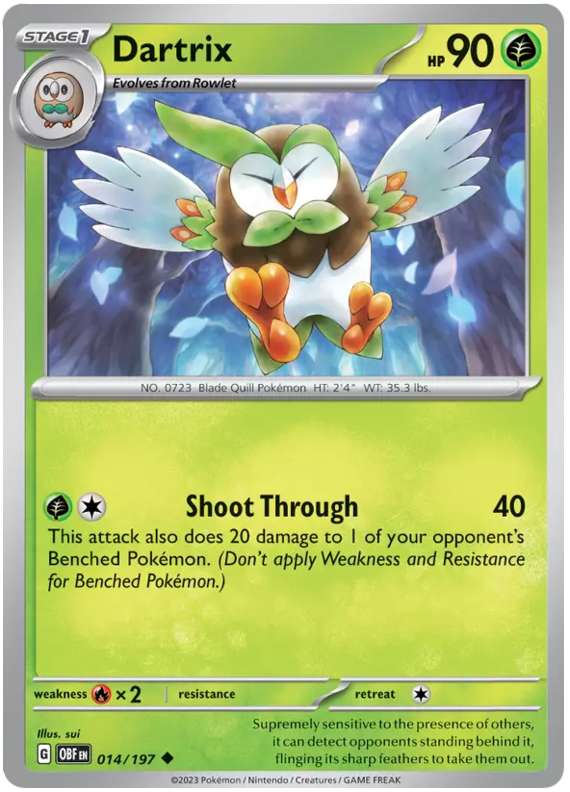 STAGE1
Dartrix
HP 90
Evolves from Rowlet
NO. 0723 Blade Quill Pokémon HT: 2'4" WT: 35.3 lbs.
Shoot Through 40
This attack also does 20 damage to 1 of your opponent's
Benched Pokémon. (Don't apply Weakness and Resistance
for Benched Pokémon.)
weakness ×2 resistance retreat
Illus. sui
G OBF EN 014/197
Supremely sensitive to the presence of others,
it can detect opponents standing behind it,
flinging its sharp feathers to take them out.
©2023 Pokémon / Nintendo / Creatures / GAME FREAK